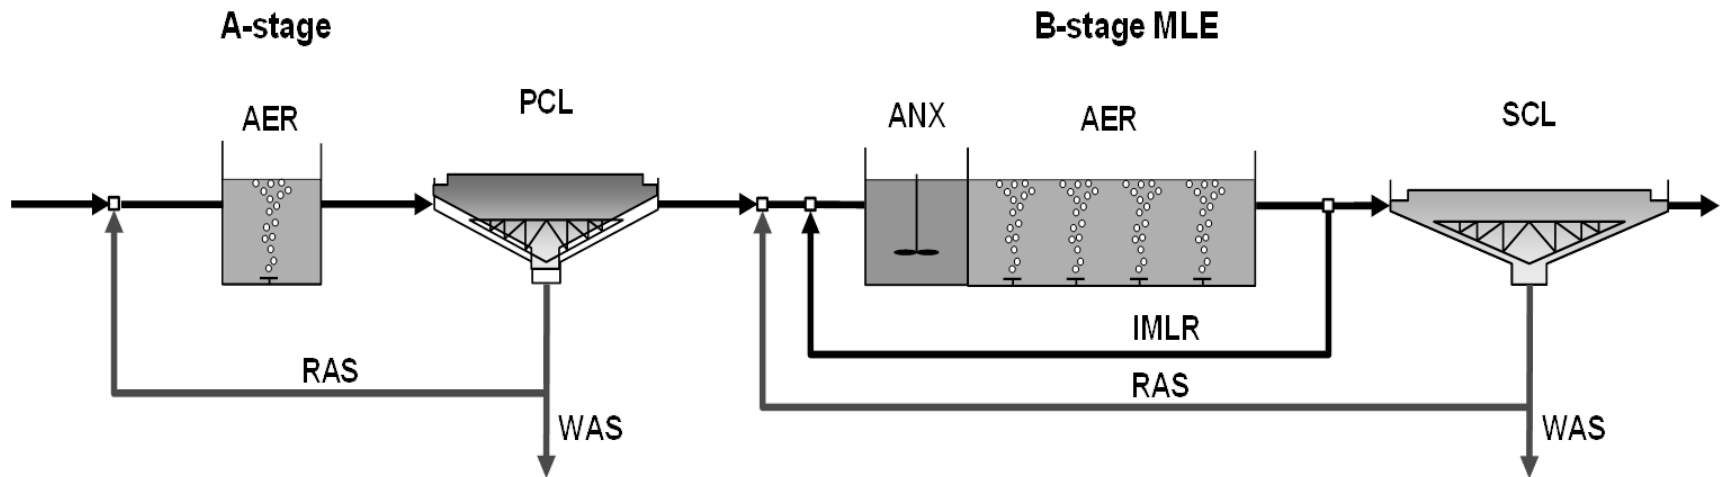 A-stage
B-stage MLE
AER
PCL
ANX
AER
SCL
IMLR
RAS
RAS
WAS
WAS